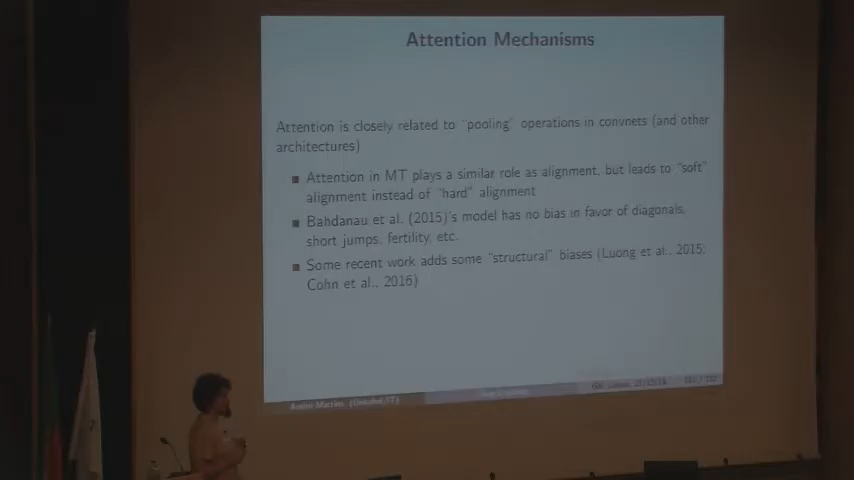 Attention Mechanisms
Attention is closely related to "pooling" operations in convnets (and other
architectures)
Attention in MT plays a similar role as alignment, but leads to "soft"
alignment instead of "hard" alignment
Bahdanau et al. (2015)'s model has no bias in favor of diagonals,
short jumps, fertility, etc.
Some recent work adds some "structural" biases (Luong et al., 2015;
Cohn et al., 2016)